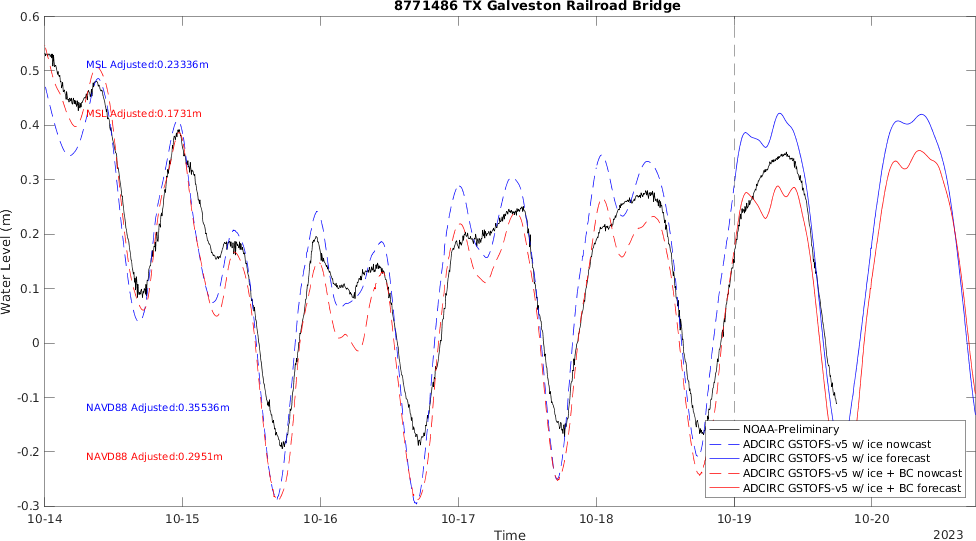 8771486 TX Galveston Railroad Bridge
Water Level (m)
0.6
0.5
0.4
0.3
0.2
0.1
0
-0.1
-0.2
-0.3
MSL Adjusted:0.23336m
MSL Adjusted:0.1731m
NAVD88 Adjusted:0.35536m
NAVD88 Adjusted:0.2951m
NOAA-Preliminary
ADCIRC GSTOFS-v5 w/ ice nowcast
ADCIRC GSTOFS-v5 w/ ice forecast
ADCIRC GSTOFS-v5 w/ ice + BC nowcast
ADCIRC GSTOFS-v5 w/ ice + BC forecast
10-14 10-15 10-16 10-17 10-18 10-19 10-20
Time
2023